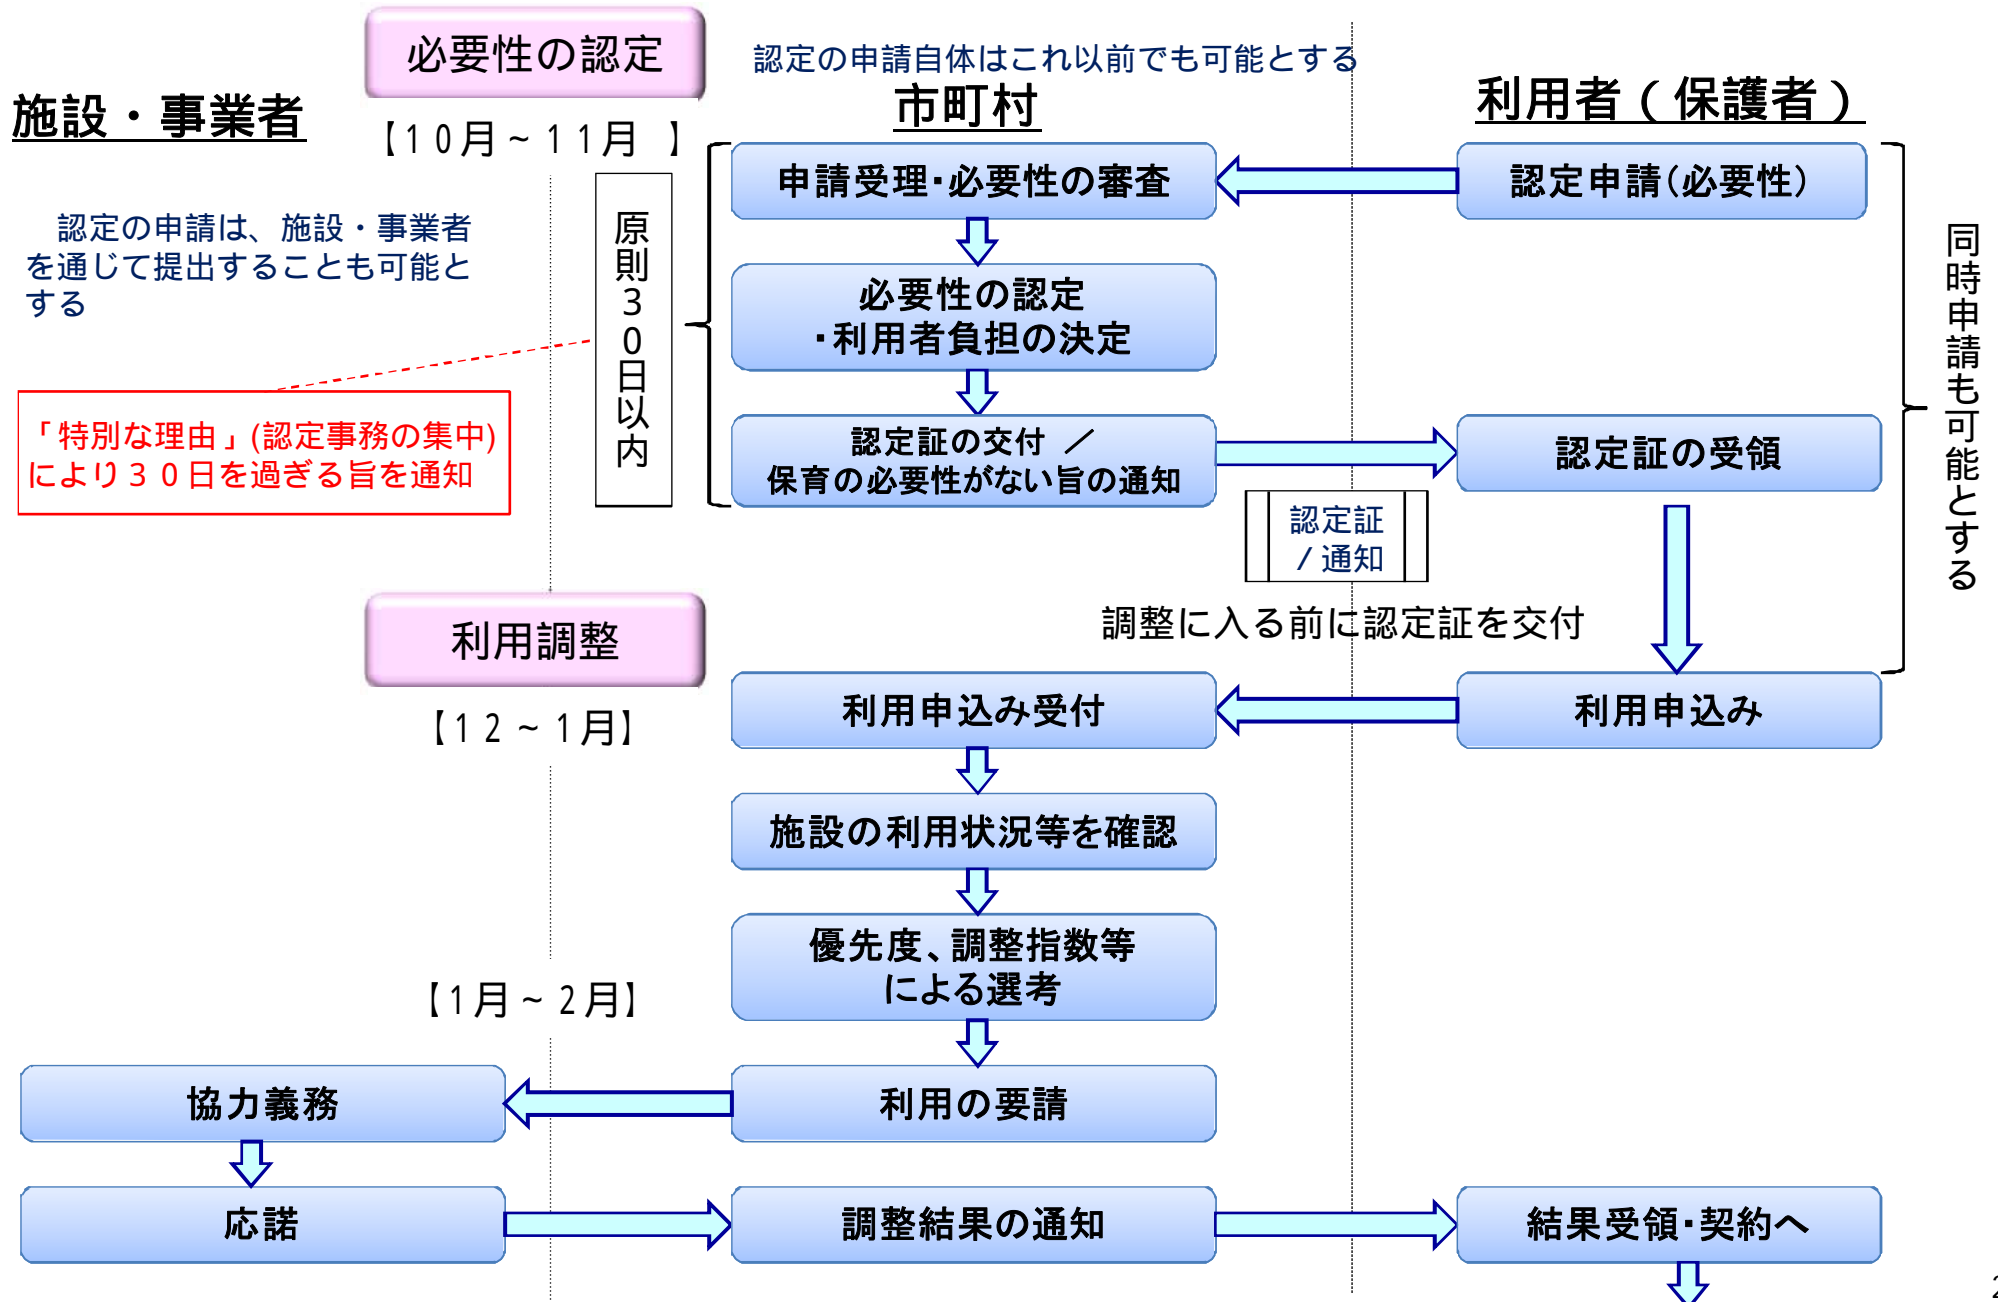 必要性の認定
認定の申請自体はこれ以前でも可能とする
施設・事業者
市町村
利用者（保護者）
【１０月～１１月　】
申請受理・必要性の審査
認定申請（必要性）
認定の申請は、施設・事業者
を通じて提出することも可能と
する
原則３０日以内
必要性の認定
・利用者負担の決定
同時申請も可能とする
「特別な理由」(認定事務の集中)
により３０日を過ぎる旨を通知
認定証の交付 ／
保育の必要性がない旨の通知
認定証の受領
認定証
／通知
調整に入る前に認定証を交付
利用調整
【１２～１月】
利用申込み受付
利用申込み
施設の利用状況等を確認
優先度、調整指数等
による選考
【１月～２月】
協力義務
利用の要請
応諾
調整結果の通知
結果受領・契約へ